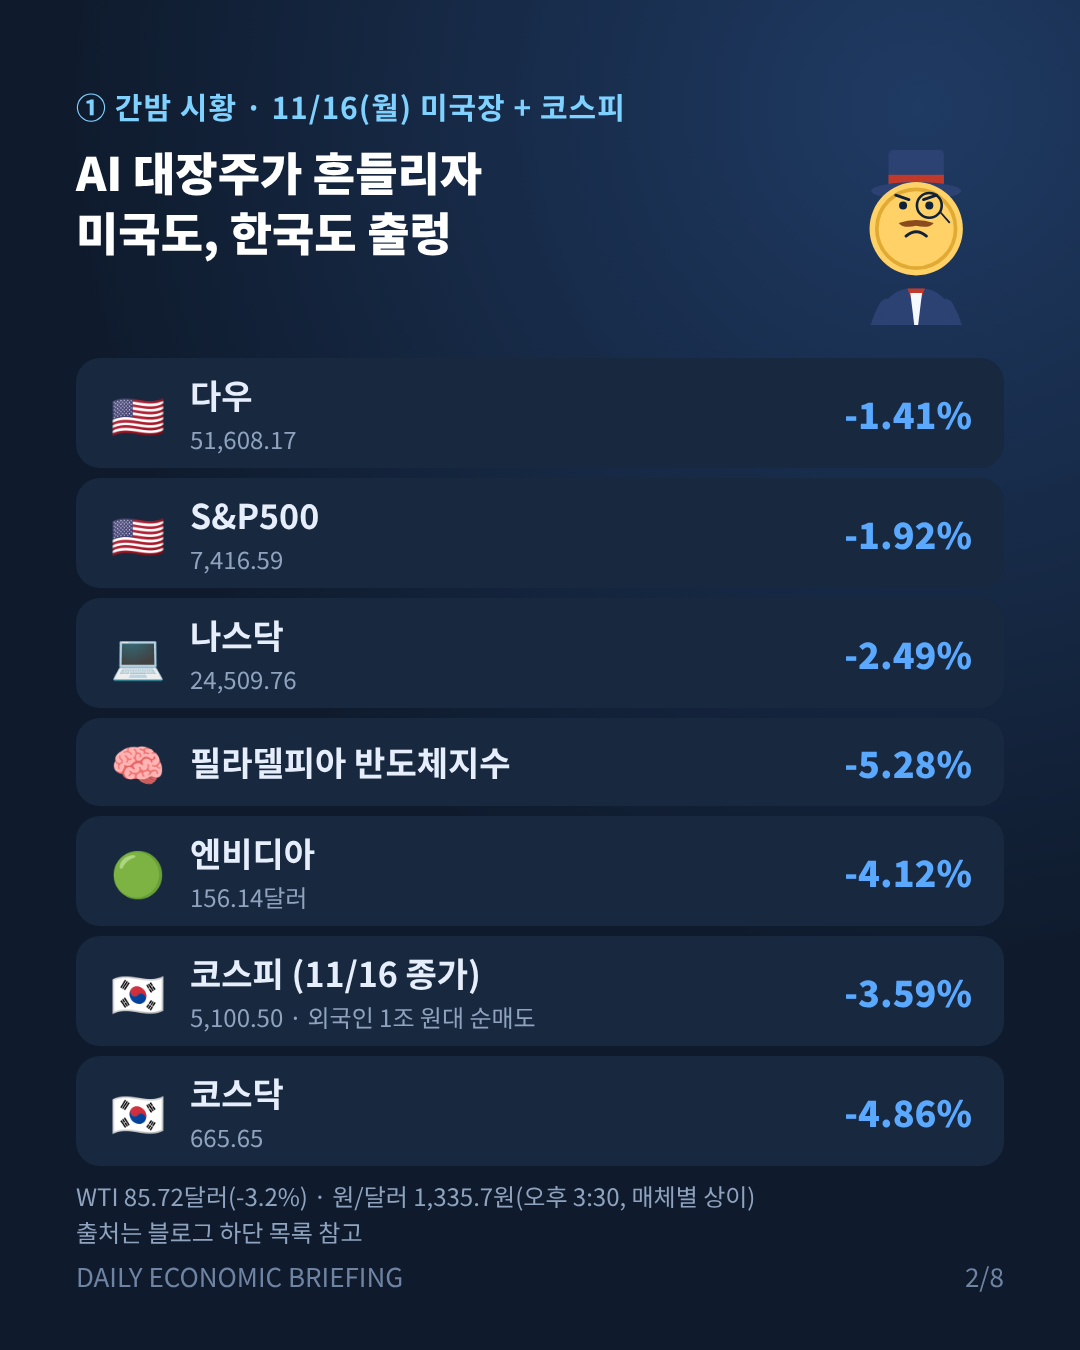 ① 간밤 시황 · 11/16(월) 미국장 + 코스피
AI 대장주가 흔들리자
미국도, 한국도 출렁
다우
51,608.17
-1.41%
S&P500
7,416.59
-1.92%
나스닥
24,509.76
-2.49%
필라델피아 반도체지수
-5.28%
엔비디아
156.14달러
-4.12%
코스피 (11/16 종가)
5,100.50 · 외국인 1조 원대 순매도
-3.59%
코스닥
665.65
-4.86%
WTI 85.72달러(-3.2%) · 원/달러 1,335.7원(오후 3:30, 매체별 상이)
출처는 블로그 하단 목록 참고
DAILY ECONOMIC BRIEFING
2/8